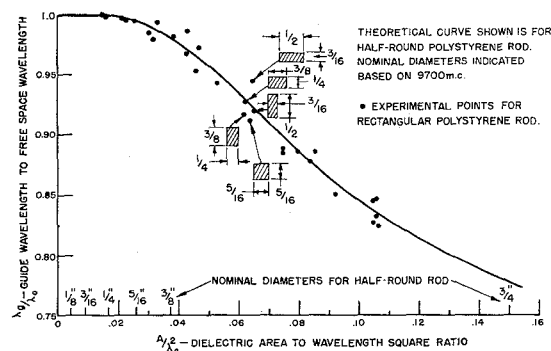 THEORETICAL CURVE SHOWN IS FOR
HALF-ROUND POLYSTYRENE ROD.
NOMINAL DIAMETERS INDICATED
BASED ON 9700 m.c.
● EXPERIMENTAL POINTS FOR
RECTANGULAR POLYSTYRENE ROD.
λg/λo - GUIDE WAVELENGTH TO FREE SPACE WAVELENGTH
1.00
0.95
0.90
0.85
0.80
0.75
1/2
3/16
3/8
1/4
3/16
1/2
3/8
1/4
5/16
5/16
NOMINAL DIAMETERS FOR HALF-ROUND ROD
1/8" 3/16" 1/4" 5/16" 3/8" 3/4"
0 .02 .04 .06 .08 .10 .12 .14 .16
A/λo² - DIELECTRIC AREA TO WAVELENGTH SQUARE RATIO